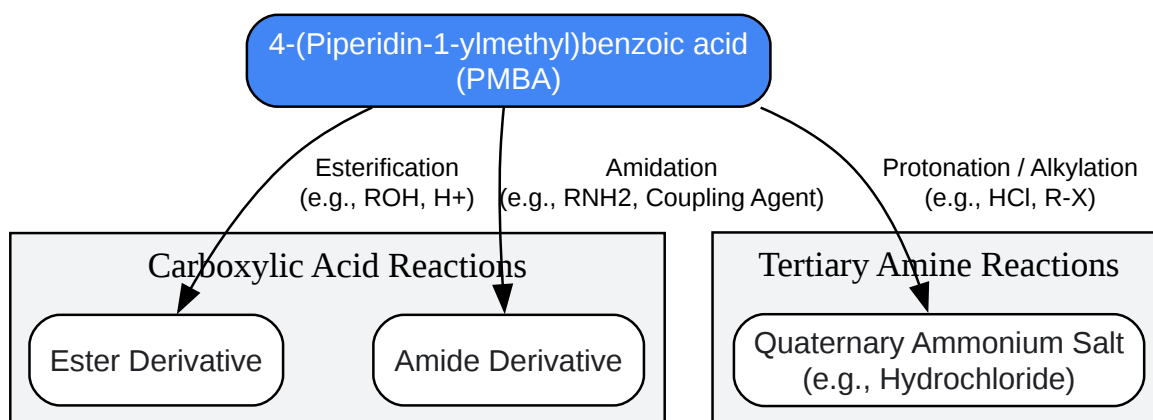 4-(Piperidin-1-ylmethyl)benzoic acid
(PMBA)
Esterification
(e.g., ROH, H+)
Amidation
(e.g., RNH2, Coupling Agent)
Protonation / Alkylation
(e.g., HCl, R-X)
Carboxylic Acid Reactions
Tertiary Amine Reactions
Ester Derivative
Amide Derivative
Quaternary Ammonium Salt
(e.g., Hydrochloride)